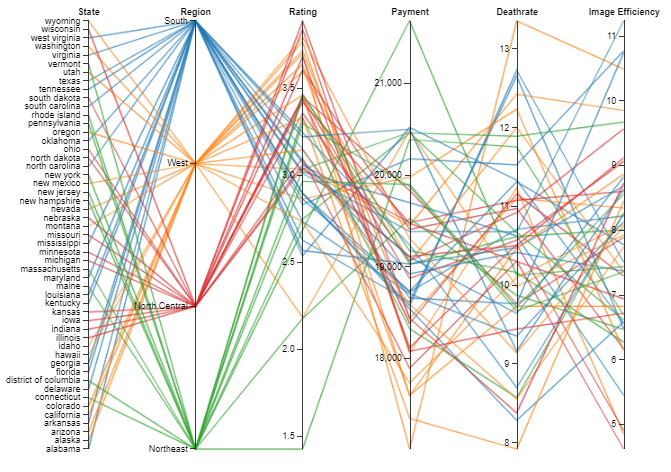 State Region Rating Payment Deathrate Image Efficiency
wyoming
wisconsin
west virginia
washington
virginia
vermont
utah
texas
tennessee
south dakota
south carolina
rhode island
pennsylvania
oregon
oklahoma
ohio
north dakota
north carolina
new york
new mexico
new jersey
new hampshire
nevada
nebraska
montana
missouri
mississippi
minnesota
michigan
massachusetts
maryland
maine
louisiana
kentucky
kansas
iowa
indiana
illinois
idaho
hawaii
georgia
florida
district of columbia
delaware
connecticut
colorado
california
arkansas
arizona
alaska
alabama
South
West
North Central
Northeast
3.5
3.0
2.5
2.0
1.5
21,000
20,000
19,000
18,000
13
12
11
10
9
8
11
10
9
8
7
6
5